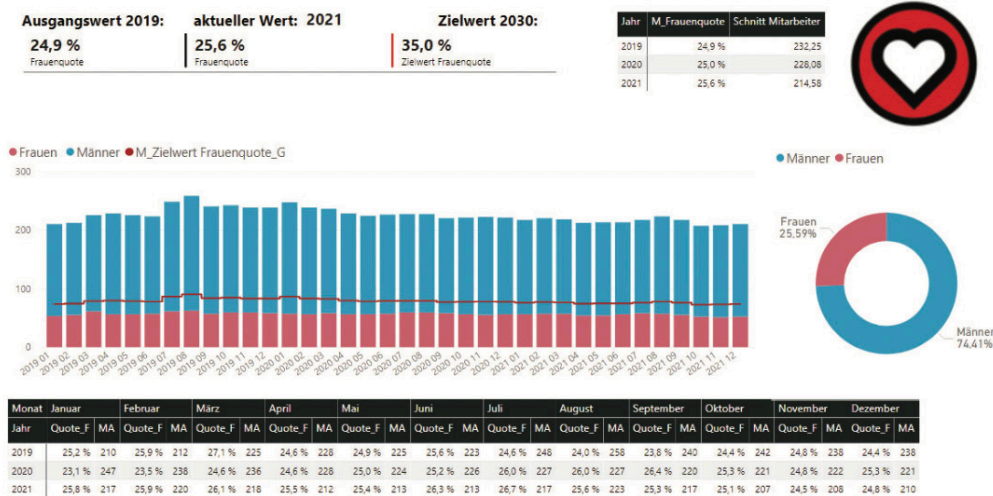 Ausgangswert 2019: aktueller Wert: 2021 Zielwert 2030:
24,9 % 25,6 % 35,0 %
Frauenquote Frauenquote Zielwert Frauenquote
Jahr M_Frauenquote Schnitt Mitarbeiter
2019 24,9 % 232,25
2020 25,0 % 228,08
2021 25,6 % 214,58
Frauen Männer M_Zielwert Frauenquote_G
300
200
100
0
2019 01 2019 02 2019 03 2019 04 2019 05 2019 06 2019 07 2019 08 2019 09 2019 10 2019 11 2019 12 2020 01 2020 02 2020 03 2020 04 2020 05 2020 06 2020 07 2020 08 2020 09 2020 10 2020 11 2020 12 2021 01 2021 02 2021 03 2021 04 2021 05 2021 06 2021 07 2021 08 2021 09 2021 10 2021 11 2021 12
Männer Frauen
Frauen
25,59%
Männer
74,41%
Monat Januar Februar März April Mai Juni Juli August September Oktober November Dezember
Jahr Quote_F MA Quote_F MA Quote_F MA Quote_F MA Quote_F MA Quote_F MA Quote_F MA Quote_F MA Quote_F MA Quote_F MA Quote_F MA Quote_F MA
2019 25,2 % 210 25,9 % 212 27,1 % 225 24,6 % 228 24,9 % 225 25,6 % 223 24,6 % 248 24,0 % 258 23,8 % 240 24,4 % 242 24,8 % 238 24,4 % 238
2020 23,1 % 247 23,5 % 238 24,6 % 236 24,6 % 228 25,0 % 224 25,2 % 226 26,0 % 227 26,0 % 227 26,4 % 220 25,3 % 221 24,8 % 222 25,3 % 221
2021 25,8 % 217 25,9 % 220 26,1 % 218 25,5 % 212 25,4 % 213 26,3 % 213 26,7 % 217 25,6 % 223 25,3 % 217 25,1 % 207 24,5 % 208 24,8 % 210